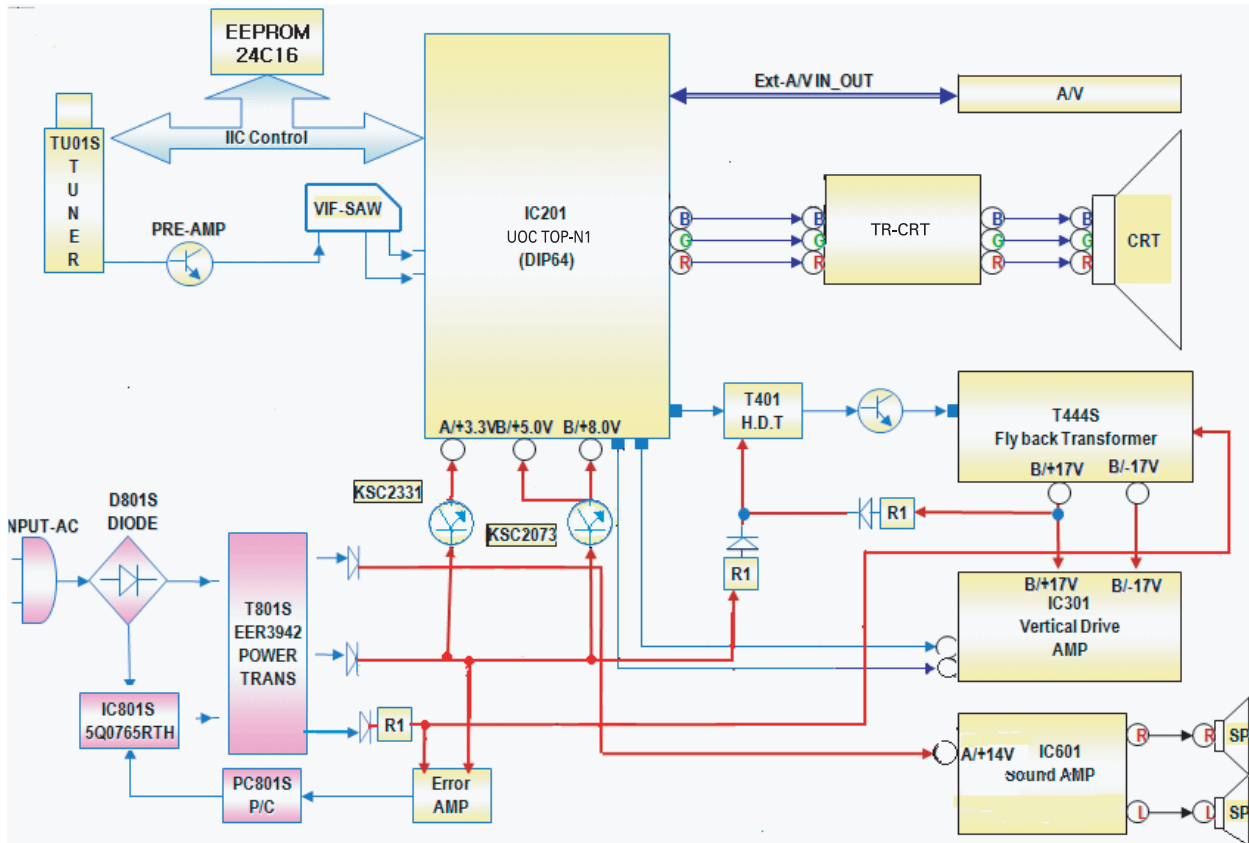 EEPROM
24C16
TU01S
T
U
N
E
R
IIC Control
PRE-AMP
VIF-SAW
IC201
UOC TOP-N1
(DIP64)
Ext-A/V IN_OUT
A/V
B
G
R
B
G
R
TR-CRT
B
G
R
B
G
R
CRT
A/+3.3V
B/+5.0V
B/+8.0V
T401
H.D.T
T444S
Fly back Transformer
B/+17V
B/-17V
KSC2331
KSC2073
R1
R1
NPUT-AC
D801S
DIODE
T801S
EER3942
POWER
TRANS
IC801S
5Q0765RTH
R1
PC801S
P/C
Error
AMP
B/+17V
B/-17V
IC301
Vertical Drive
AMP
A/+14V
IC601
Sound AMP
R
R
SP
L
L
SP